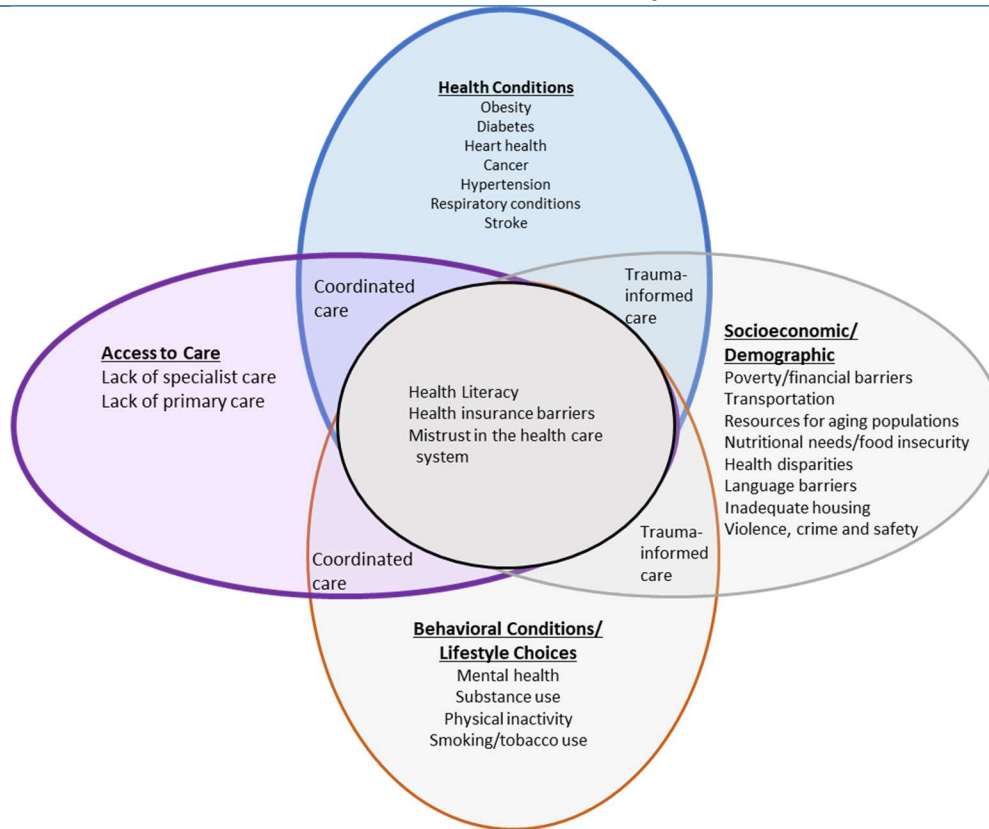 Health Conditions
Obesity
Diabetes
Heart health
Cancer
Hypertension
Respiratory conditions
Stroke
Coordinated
care
Trauma-
informed
care
Access to Care
Lack of specialist care
Lack of primary care
Health Literacy
Health insurance barriers
Mistrust in the health care
system
Socioeconomic/
Demographic
Poverty/financial barriers
Transportation
Resources for aging populations
Nutritional needs/food insecurity
Health disparities
Language barriers
Inadequate housing
Violence, crime and safety
Coordinated
care
Trauma-
informed
care
Behavioral Conditions/
Lifestyle Choices
Mental health
Substance use
Physical inactivity
Smoking/tobacco use